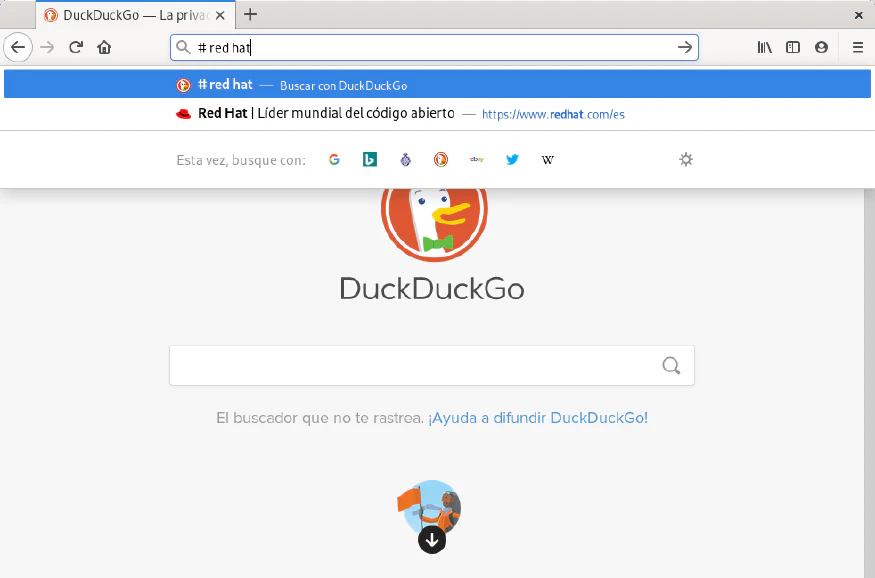 DuckDuckGo — La privac
# red hat
# red hat — Buscar con DuckDuckGo
Red Hat | Líder mundial del código abierto — https://www.redhat.com/es
Esta vez, busque con:
ebay
W
DuckDuckGo
El buscador que no te rastrea. ¡Ayuda a difundir DuckDuckGo!